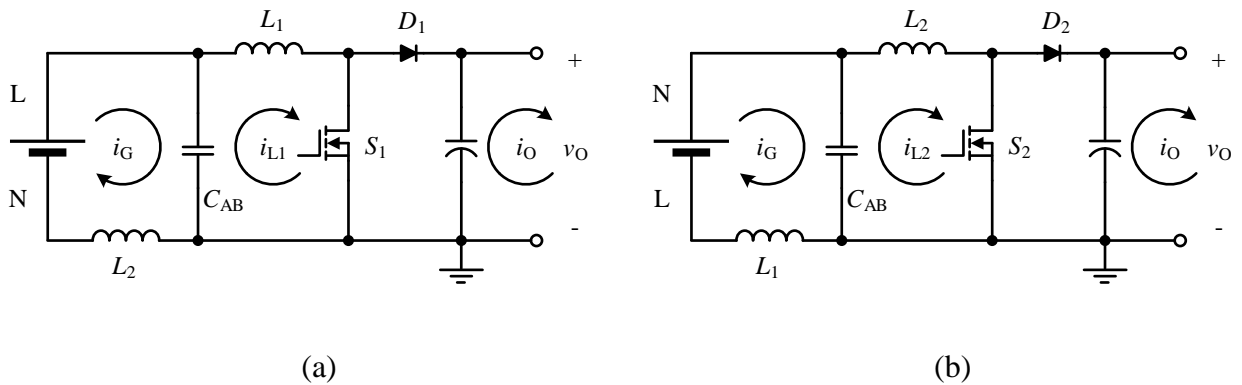 L1
D1
L
iG
iL1
S1
iO
vO
+
-
N
CAB
L2
(a)
L2
D2
N
iG
iL2
S2
iO
vO
+
-
L
CAB
L1
(b)